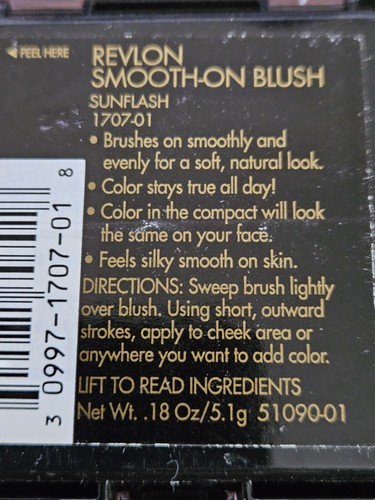 ◀ PEEL HERE
REVLON
SMOOTH-ON BLUSH
SUNFLASH
1707-01
• Brushes on smoothly and
evenly for a soft, natural look.
• Color stays true all day!
• Color in the compact will look
the same on your face.
• Feels silky smooth on skin.
DIRECTIONS: Sweep brush lightly
over blush. Using short, outward
strokes, apply to cheek area or
anywhere you want to add color.
LIFT TO READ INGREDIENTS
Net Wt. .18 Oz/5.1g 51090-01
3 0997-1707-01 8